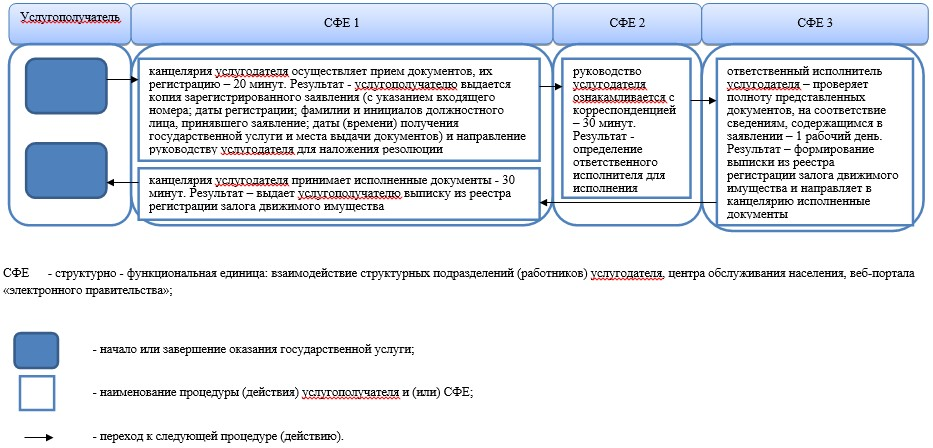 Услугополучатель
СФЕ 1
СФЕ 2
СФЕ 3
канцелярия услугодателя осуществляет прием документов, их
регистрацию – 20 минут. Результат - услугополучателю выдается
копия зарегистрированного заявления (с указанием входящего
номера; даты регистрации; фамилии и инициалов должностного
лица, принявшего заявление; даты (времени) получения
государственной услуги и места выдачи документов) и направление
руководству услугодателя для наложения резолюции
руководство
услугодателя
ознакамливается с
корреспонденцией
– 30 минут.
Результат -
определение
ответственного
исполнителя для
исполнения
ответственный исполнитель
услугодателя – проверяет
полноту представленных
документов, на соответствие
сведениям, содержащимся в
заявлении – 1 рабочий день.
Результат – формирование
выписки из реестра
регистрации залога движимого
имущества и направляет в
канцелярию исполненные
документы
канцелярия услугодателя принимает исполненные документы - 30
минут. Результат – выдает услугополучателю выписку из реестра
регистрации залога движимого имущества
СФЕ - структурно - функциональная единица: взаимодействие структурных подразделений (работников) услугодателя, центра обслуживания населения, веб-портала
«электронного правительства»;
- начало или завершение оказания государственной услуги;
- наименование процедуры (действия) услугополучателя и (или) СФЕ;
- переход к следующей процедуре (действию).